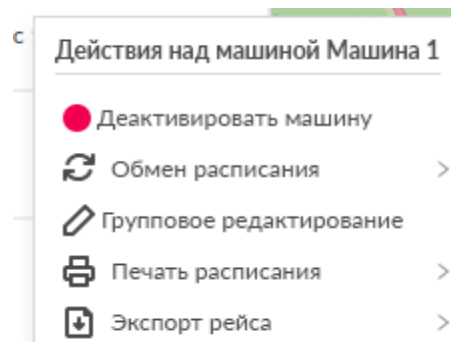 с
Действия над машиной Машина 1
Деактивировать машину
Обмен расписания
Групповое редактирование
Печать расписания
Экспорт рейса